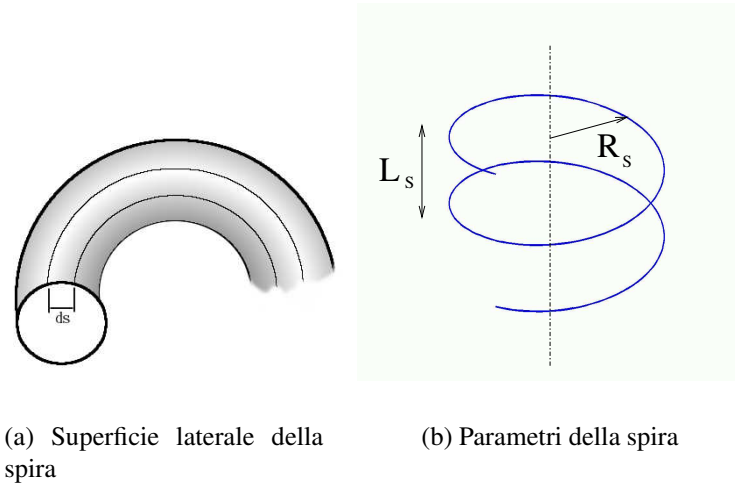 ds
L s
R s
(a) Superficie laterale della
spira
(b) Parametri della spira